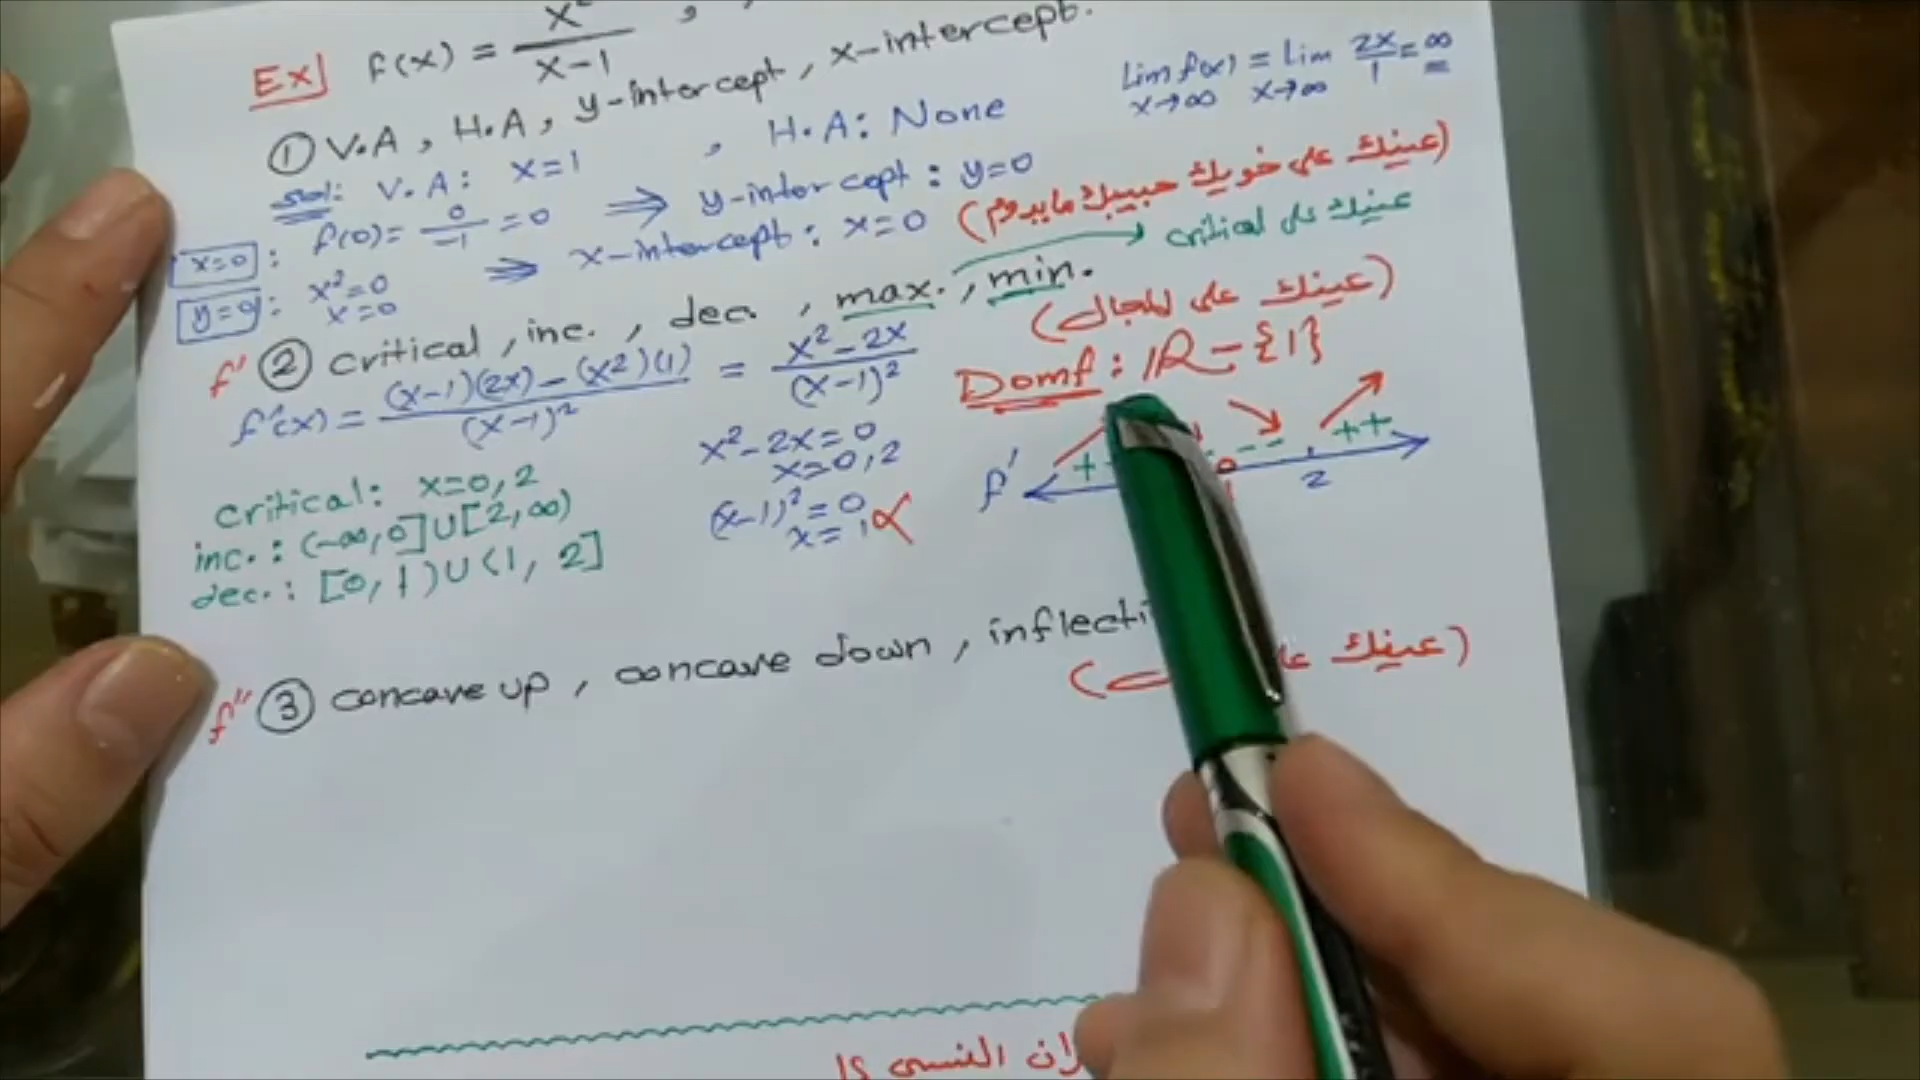 Ex] f(x) = x² / x-1 ,
① V.A , H.A , y-intercept , x-intercept.
sol: V.A: x=1 , H.A: None
Lim f(x) = Lim 2x/1 = ∞
x→∞ x→∞
x=0 : f(0) = 0/-1 = 0 ⇒ y-intercept : y=0
y=0 : x²=0 ⇒ x-intercept : x=0 (عينك على خويك حبيبك مايدوم)
x=0
عينك على critical
f' ② critical , inc. , dec. , max. , min.
(عينك على المجال)
f'(x) = (x-1)(2x) - (x²)(1) / (x-1)² = x²-2x / (x-1)²
Domf : IR - {1}
x²-2x=0
x=0,2
(x-1)²=0
x=1
f' + - - ++
2
critical: x=0,2
inc. : (-∞,0]∪[2,∞)
dec. : [0,1)∪(1,2]
f" ③ concave up , concave down , inflecti
(عينك